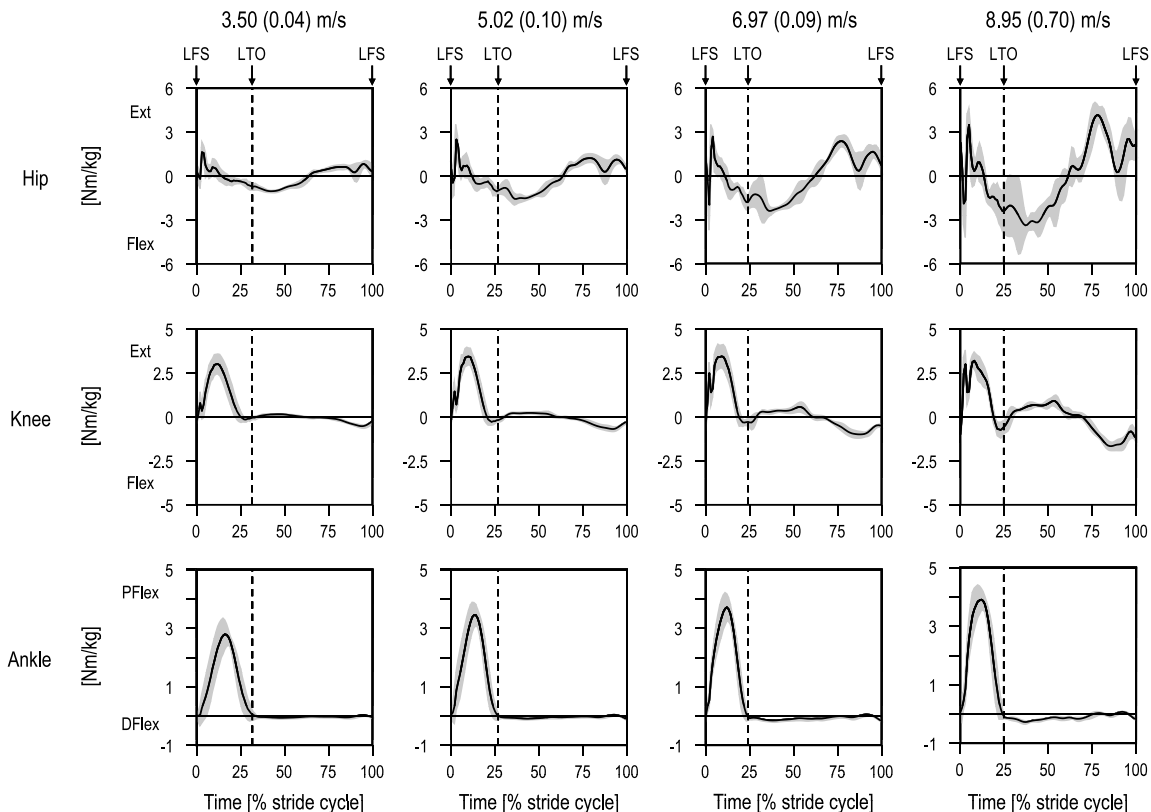 3.50 (0.04) m/s 5.02 (0.10) m/s 6.97 (0.09) m/s 8.95 (0.70) m/s
LFS LTO LFS LFS LTO LFS LFS LTO LFS LFS LTO LFS
Hip
[Nm/kg]
Ext
Flex
6 3 0 -3 -6
6 3 0 -3 -6
6 3 0 -3 -6
6 3 0 -3 -6
0 25 50 75 100 0 25 50 75 100 0 25 50 75 100 0 25 50 75 100
Knee
[Nm/kg]
Ext
Flex
5 2.5 0 -2.5 -5
5 2.5 0 -2.5 -5
5 2.5 0 -2.5 -5
5 2.5 0 -2.5 -5
0 25 50 75 100 0 25 50 75 100 0 25 50 75 100 0 25 50 75 100
Ankle
[Nm/kg]
PFlex
DFlex
5 3 1 -1
5 3 1 -1
5 3 1 -1
5 3 1 -1
0 25 50 75 100 0 25 50 75 100 0 25 50 75 100 0 25 50 75 100
Time [% stride cycle] Time [% stride cycle] Time [% stride cycle] Time [% stride cycle]